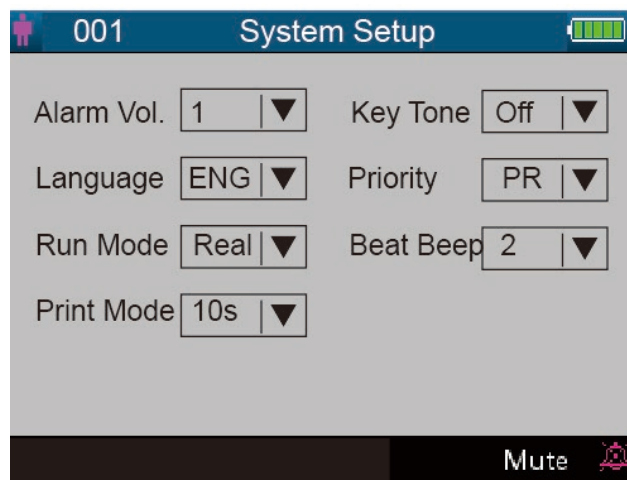 001 System Setup
Alarm Vol. 1 Key Tone Off
Language ENG Priority PR
Run Mode Real Beat Beep 2
Print Mode 10s
Mute